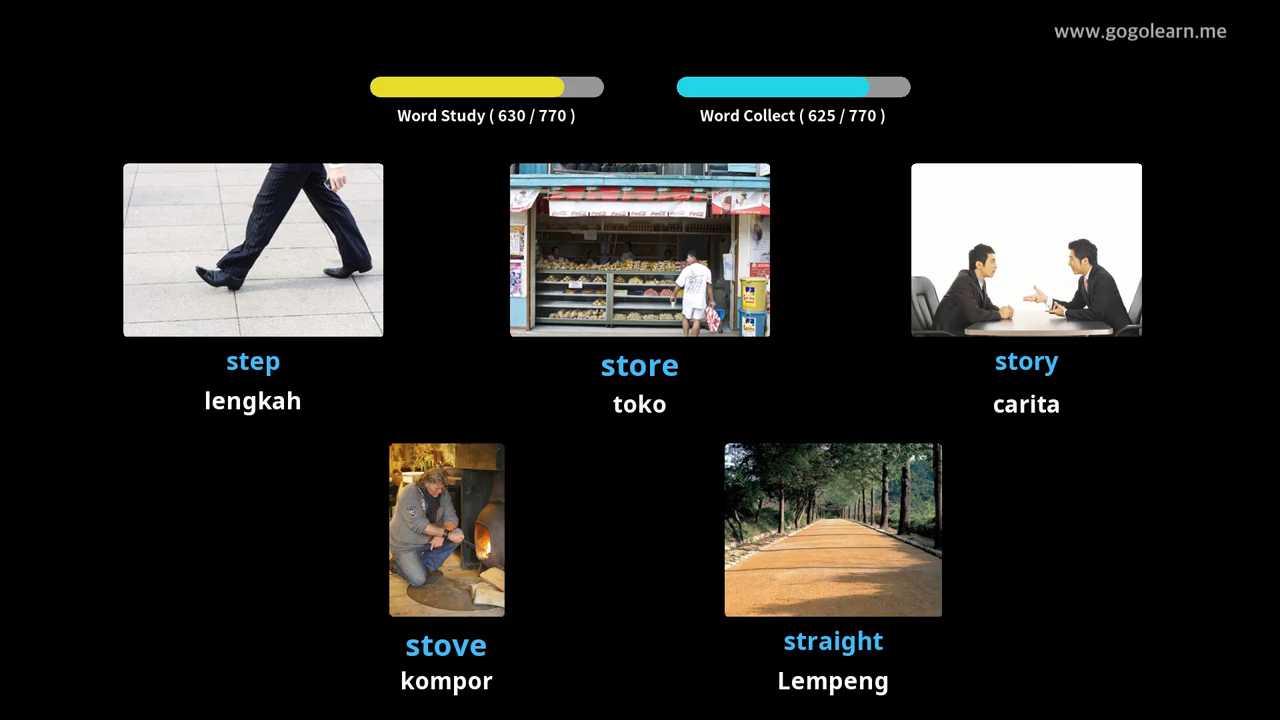 www.gogolearn.me
Word Study ( 630 / 770 )
Word Collect ( 625 / 770 )
step
store
story
lengkah
toko
carita
stove
straight
kompor
Lempeng